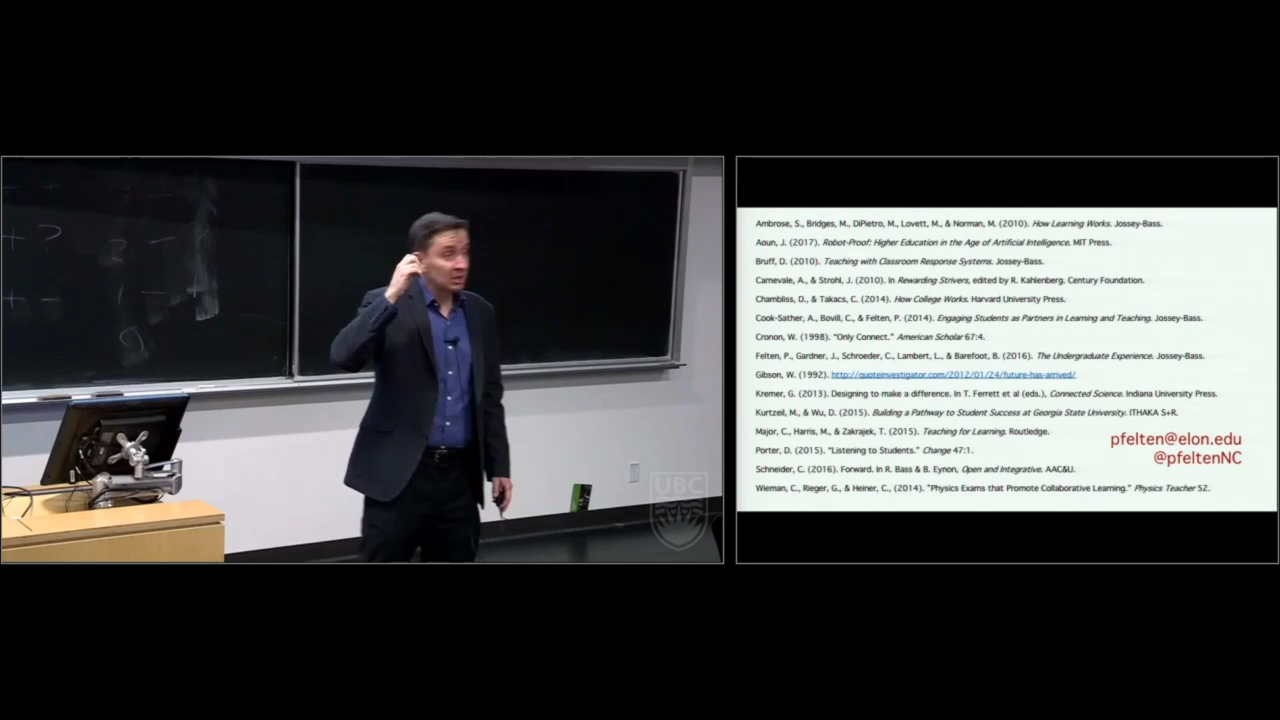 + ?
2 -
+ -
1 -
UBC
Ambrose, S., Bridges, M., DiPietro, M., Lovett, M., & Norman, M. (2010). How Learning Works. Jossey-Bass.
Aoun, J. (2017). Robot-Proof: Higher Education in the Age of Artificial Intelligence. MIT Press.
Bruff, D. (2010). Teaching with Classroom Response Systems. Jossey-Bass.
Carnevale, A., & Strohl, J. (2010). In Rewarding Strivers, edited by R. Kahlenberg. Century Foundation.
Chambliss, D., & Takacs, C. (2014). How College Works. Harvard University Press.
Cook-Sather, A., Bovill, C., & Felten, P. (2014). Engaging Students as Partners in Learning and Teaching. Jossey-Bass.
Cronon, W. (1998). "Only Connect." American Scholar 67:4.
Felten, P., Gardner, J., Schroeder, C., Lambert, L., & Barefoot, B. (2016). The Undergraduate Experience. Jossey-Bass.
Gibson, W. (1992). http://quoteinvestigator.com/2012/01/24/future-has-arrived/
Kremer, G. (2013). Designing to make a difference. In T. Ferrett et al (eds.), Connected Science. Indiana University Press.
Kurtzeil, M., & Wu, D. (2015). Building a Pathway to Student Success at Georgia State University. ITHAKA S+R.
Major, C., Harris, M., & Zakrajek, T. (2015). Teaching for Learning. Routledge.
Porter, D. (2015). "Listening to Students." Change 47:1.
Schneider, C. (2016). Forward. In R. Bass & B. Eynon, Open and Integrative. AAC&U.
Wieman, C., Rieger, G., & Heiner, C., (2014). "Physics Exams that Promote Collaborative Learning." Physics Teacher 52.
pfelten@elon.edu
@pfeltenNC